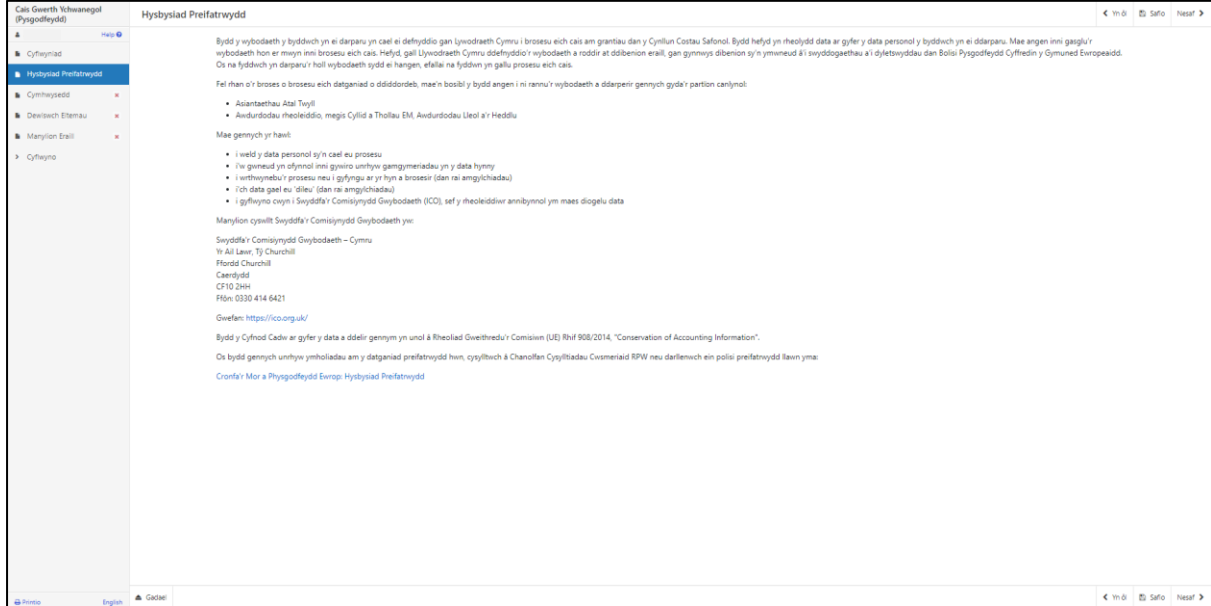 Cais Gwerth Ychwanegol
(Pysgodfeydd)
Hysbysiad Preifatrwydd
Yn ôl
Safio
Nesaf
Help
Cyflwyniad
Hysbysiad Preifatrwydd
Cymhwysedd
Dewiswch Eitemau
Manylion Eraill
Cyflwyno
Bydd y wybodaeth y byddwch yn ei darparu yn cael ei defnyddio gan Lywodraeth Cymru i brosesu eich cais am grantiau dan y Cynllun Costau Safonol. Bydd hefyd yn rheolydd data ar gyfer y data personol y byddwch yn ei ddarparu. Mae angen inni gasglu'r
wybodaeth hon er mwyn inni brosesu eich cais. Hefyd, gall Llywodraeth Cymru ddefnyddio'r wybodaeth a roddir at ddibenion eraill, gan gynnwys dibenion sy'n ymwneud â'i swyddogaethau a'i dyletswyddau dan Bolisi Pysgodfeydd Cyffredin y Gymuned Ewropeaidd.
Os na fyddwch yn darparu'r holl wybodaeth sydd ei hangen, efallai na fyddwn yn gallu prosesu eich cais.
Fel rhan o'r broses o brosesu eich datganiad o ddiddordeb, mae'n bosibl y bydd angen i ni rannu'r wybodaeth a ddarperir gennych gyda'r partïon canlynol:
• Asiantaethau Atal Twyll
• Awdurdodau rheoleiddio, megis Cyllid a Thollau EM, Awdurdodau Lleol a'r Heddlu
Mae gennych yr hawl:
• i weld y data personol sy'n cael eu prosesu
• i'w gwneud yn ofynnol inni gywiro unrhyw gamgymeriadau yn y data hynny
• i wrthwynebu'r prosesu neu i gyfyngu ar yr hyn a brosesir (dan rai amgylchiadau)
• i'ch data gael eu 'dileu' (dan rai amgylchiadau)
• i gyflwyno cwyn i Swyddfa'r Comisiynydd Gwybodaeth (ICO), sef y rheoleiddiwr annibynnol ym maes diogelu data
Manylion cyswllt Swyddfa'r Comisiynydd Gwybodaeth yw:
Swyddfa'r Comisiynydd Gwybodaeth – Cymru
Yr Ail Lawr, Tŷ Churchill
Ffordd Churchill
Caerdydd
CF10 2HH
Ffôn: 0330 414 6421
Gwefan: https://ico.org.uk/
Bydd y Cyfnod Cadw ar gyfer y data a ddelir gennym yn unol â Rheoliad Gweithredu'r Comisiwn (UE) Rhif 908/2014, "Conservation of Accounting Information".
Os bydd gennych unrhyw ymholiadau am y datganiad preifatrwydd hwn, cysylltwch â Chanolfan Cysylltiadau Cwsmeriaid RPW neu darllenwch ein polisi preifatrwydd llawn yma:
Cronfa'r Mor a Physgodfeydd Ewrop: Hysbysiad Preifatrwydd
Printio
English
Gadael
Yn ôl
Safio
Nesaf